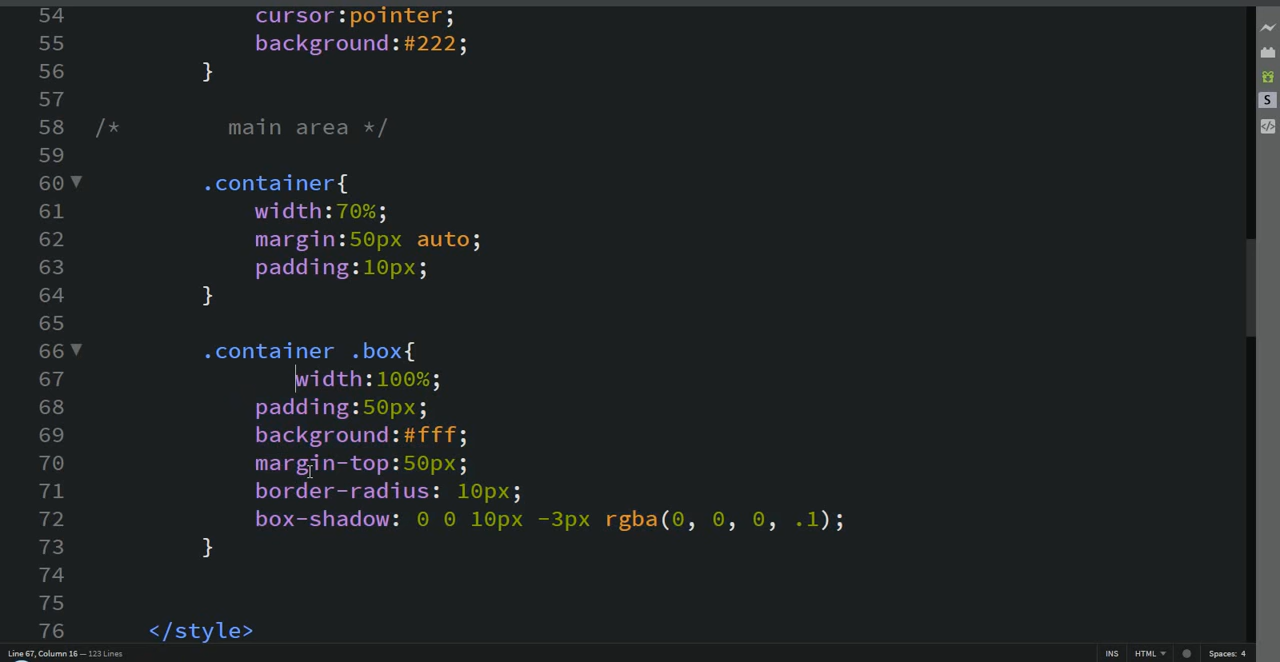 54 cursor:pointer;
55 background:#222;
56 }
57
58 /* main area */
59
60 .container{
61 width:70%;
62 margin:50px auto;
63 padding:10px;
64 }
65
66 .container .box{
67 width:100%;
68 padding:50px;
69 background:#fff;
70 margin-top:50px;
71 border-radius: 10px;
72 box-shadow: 0 0 10px -3px rgba(0, 0, 0, .1);
73 }
74
75
76 </style>
S
</>
Line 67, Column 16 — 123 Lines INS HTML Spaces: 4